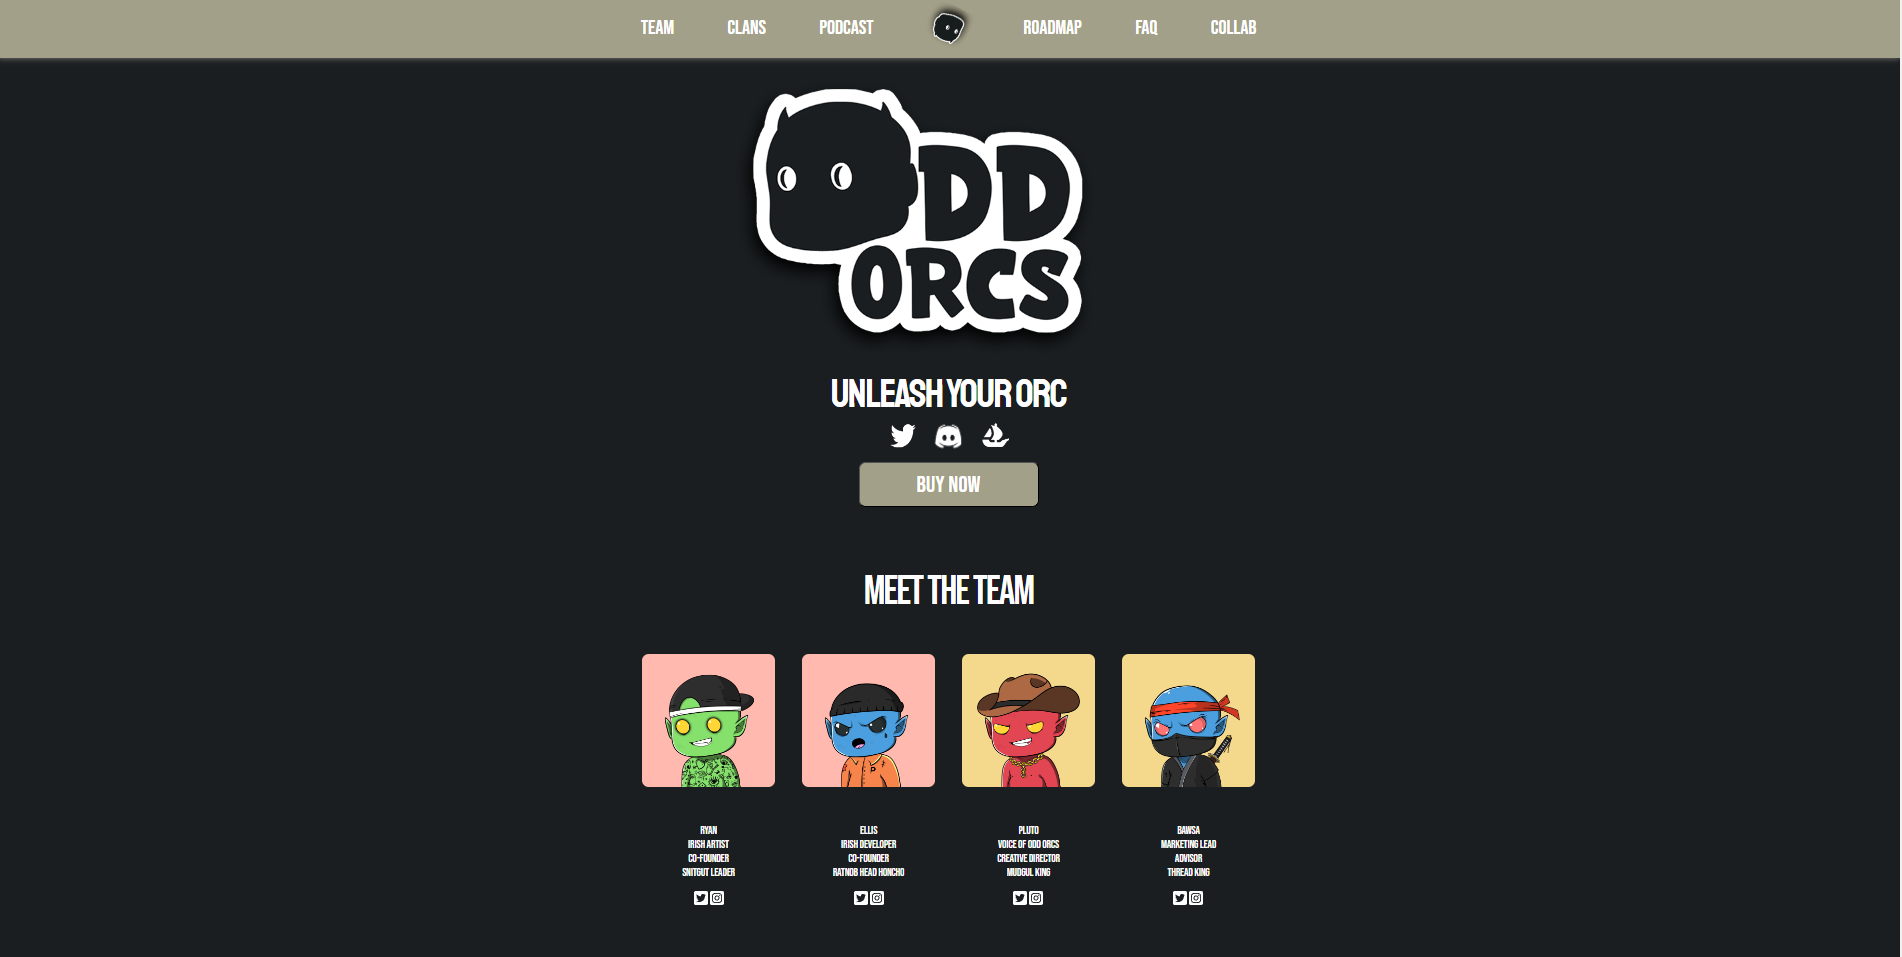 TEAM CLANS PODCAST ROADMAP FAQ COLLAB
ODD
ORCS
UNLEASH YOUR ORC
BUY NOW
MEET THE TEAM
RYAN
IRISH ARTIST
CO-FOUNDER
SNITGUT LEADER
ELLIS
IRISH DEVELOPER
CO-FOUNDER
RATNOB HEAD HONCHO
PLUTO
VOICE OF ODD ORCS
CREATIVE DIRECTOR
MUDGUL KING
BAWSA
MARKETING LEAD
ADVISOR
THREAD KING